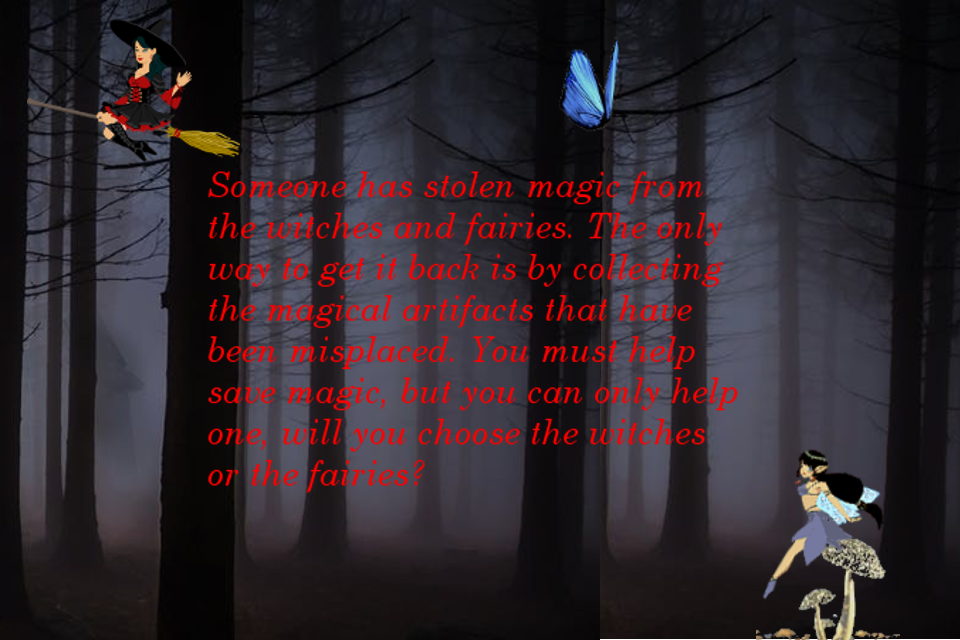 Someone has stolen magic from
the witches and fairies. The only
way to get it back is by collecting
the magical artifacts that have
been misplaced. You must help
save magic, but you can only help
one, will you choose the witches
or the fairies?